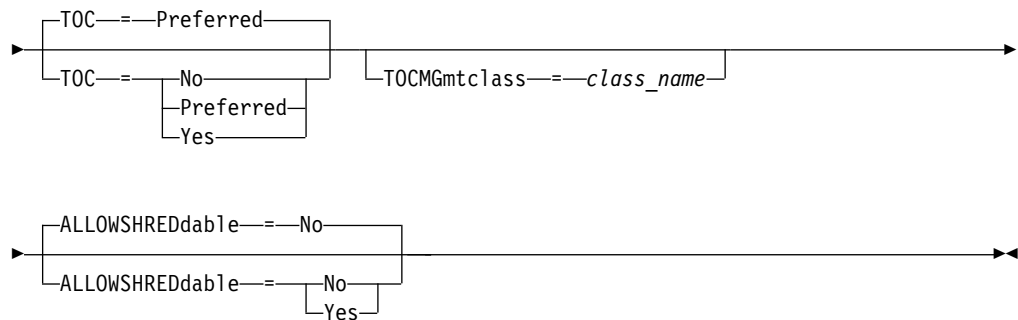 TOC = Preferred
TOC = No
Preferred
Yes
TOCMGmtclass = class_name
ALLOWSHREDdable = No
ALLOWSHREDdable = No
Yes